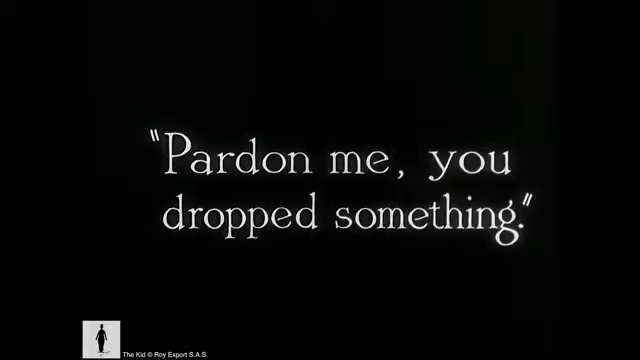 "Pardon me, you
dropped something."
The Kid © Roy Export S.A.S.